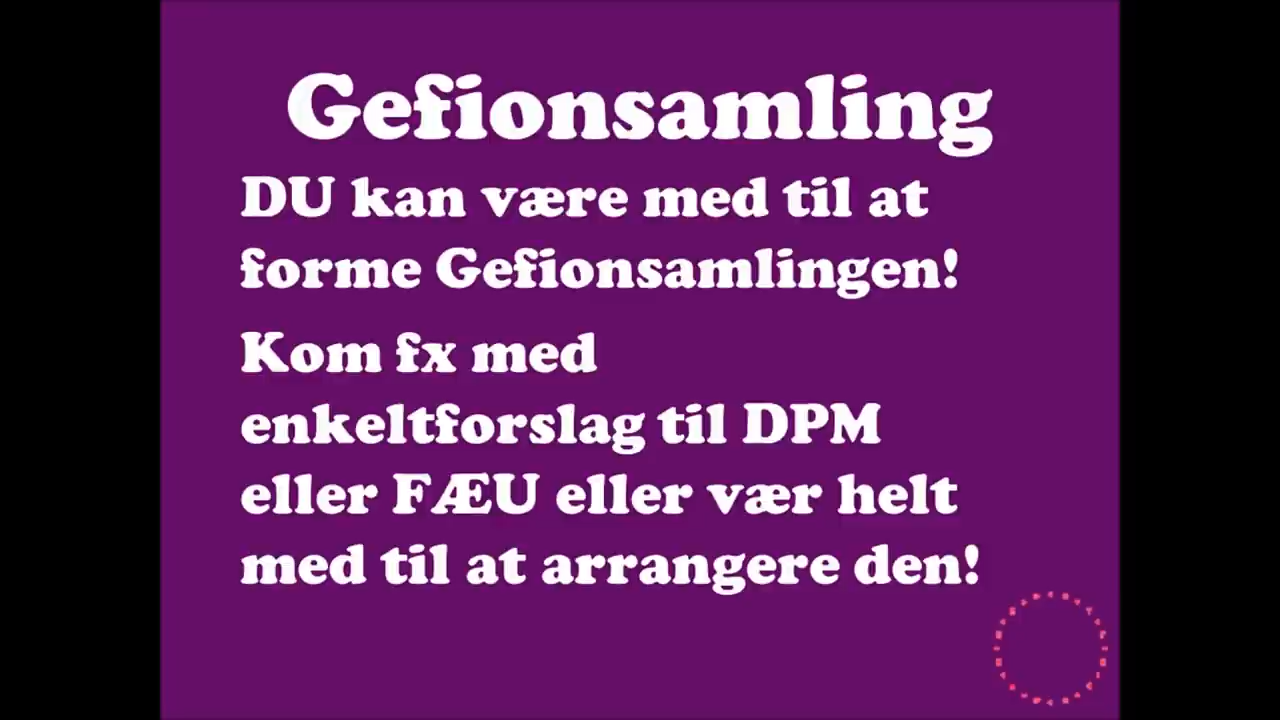 Gefionsamling
DU kan være med til at
forme Gefionsamlingen!
Kom fx med
enkeltforslag til DPM
eller FÆU eller vær helt
med til at arrangere den!